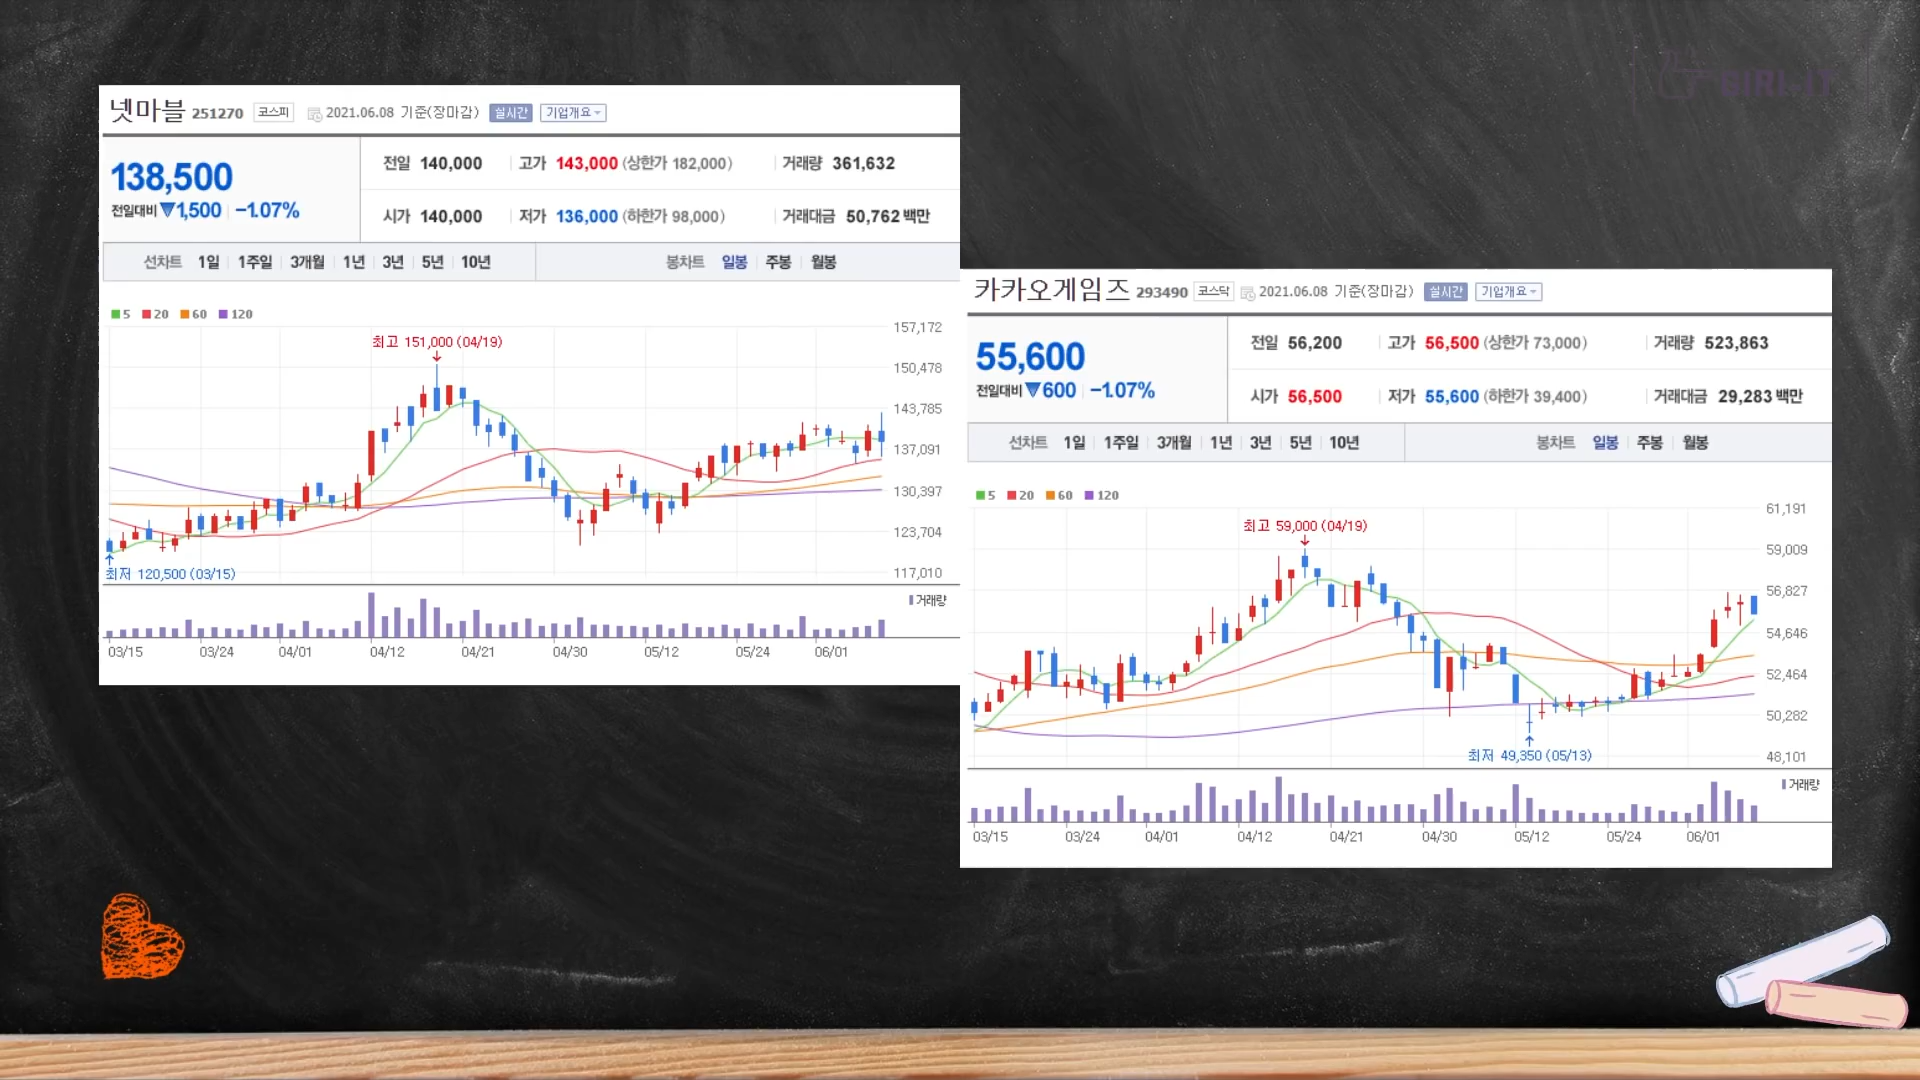 넷마블 251270 코스피 2021.06.08 기준(장마감) 실시간 기업개요
138,500
전일대비 ▼1,500 -1.07%
전일 140,000 고가 143,000 (상한가 182,000) 거래량 361,632
시가 140,000 저가 136,000 (하한가 98,000) 거래대금 50,762 백만
선차트 1일 1주일 3개월 1년 3년 5년 10년 봉차트 일봉 주봉 월봉
5 20 60 120
157,172
최고 151,000 (04/19)
150,478
143,785
137,091
130,397
123,704
최저 120,500 (03/15)
117,010
거래량
03/15 03/24 04/01 04/12 04/21 04/30 05/12 05/24 06/01
카카오게임즈 293490 코스닥 2021.06.08 기준(장마감) 실시간 기업개요
55,600
전일대비 ▼600 -1.07%
전일 56,200 고가 56,500 (상한가 73,000) 거래량 523,863
시가 56,500 저가 55,600 (하한가 39,400) 거래대금 29,283 백만
선차트 1일 1주일 3개월 1년 3년 5년 10년 봉차트 일봉 주봉 월봉
5 20 60 120
61,191
최고 59,000 (04/19)
59,009
56,827
54,646
52,464
50,282
최저 49,350 (05/13)
48,101
거래량
03/15 03/24 04/01 04/12 04/21 04/30 05/12 05/24 06/01